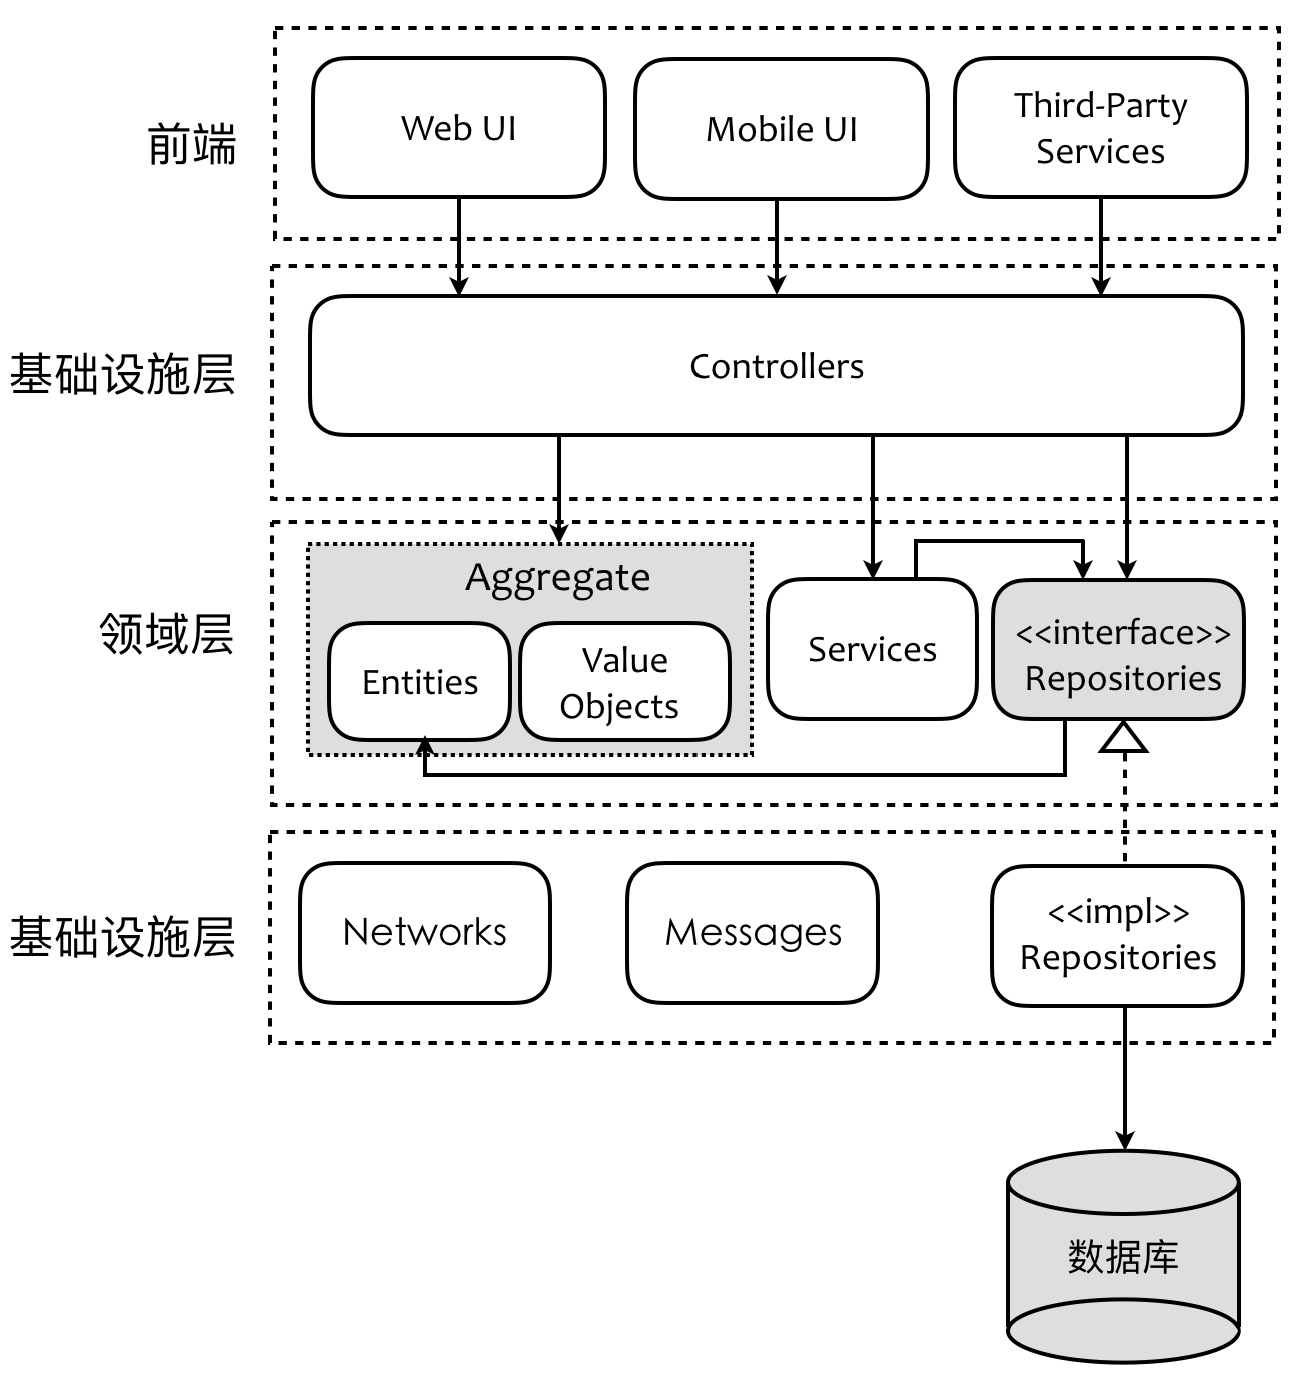 前端
Web UI
Mobile UI
Third-Party
Services
基础设施层
Controllers
领域层
Aggregate
Entities
Value
Objects
Services
<<interface>>
Repositories
基础设施层
Networks
Messages
<<impl>>
Repositories
数据库